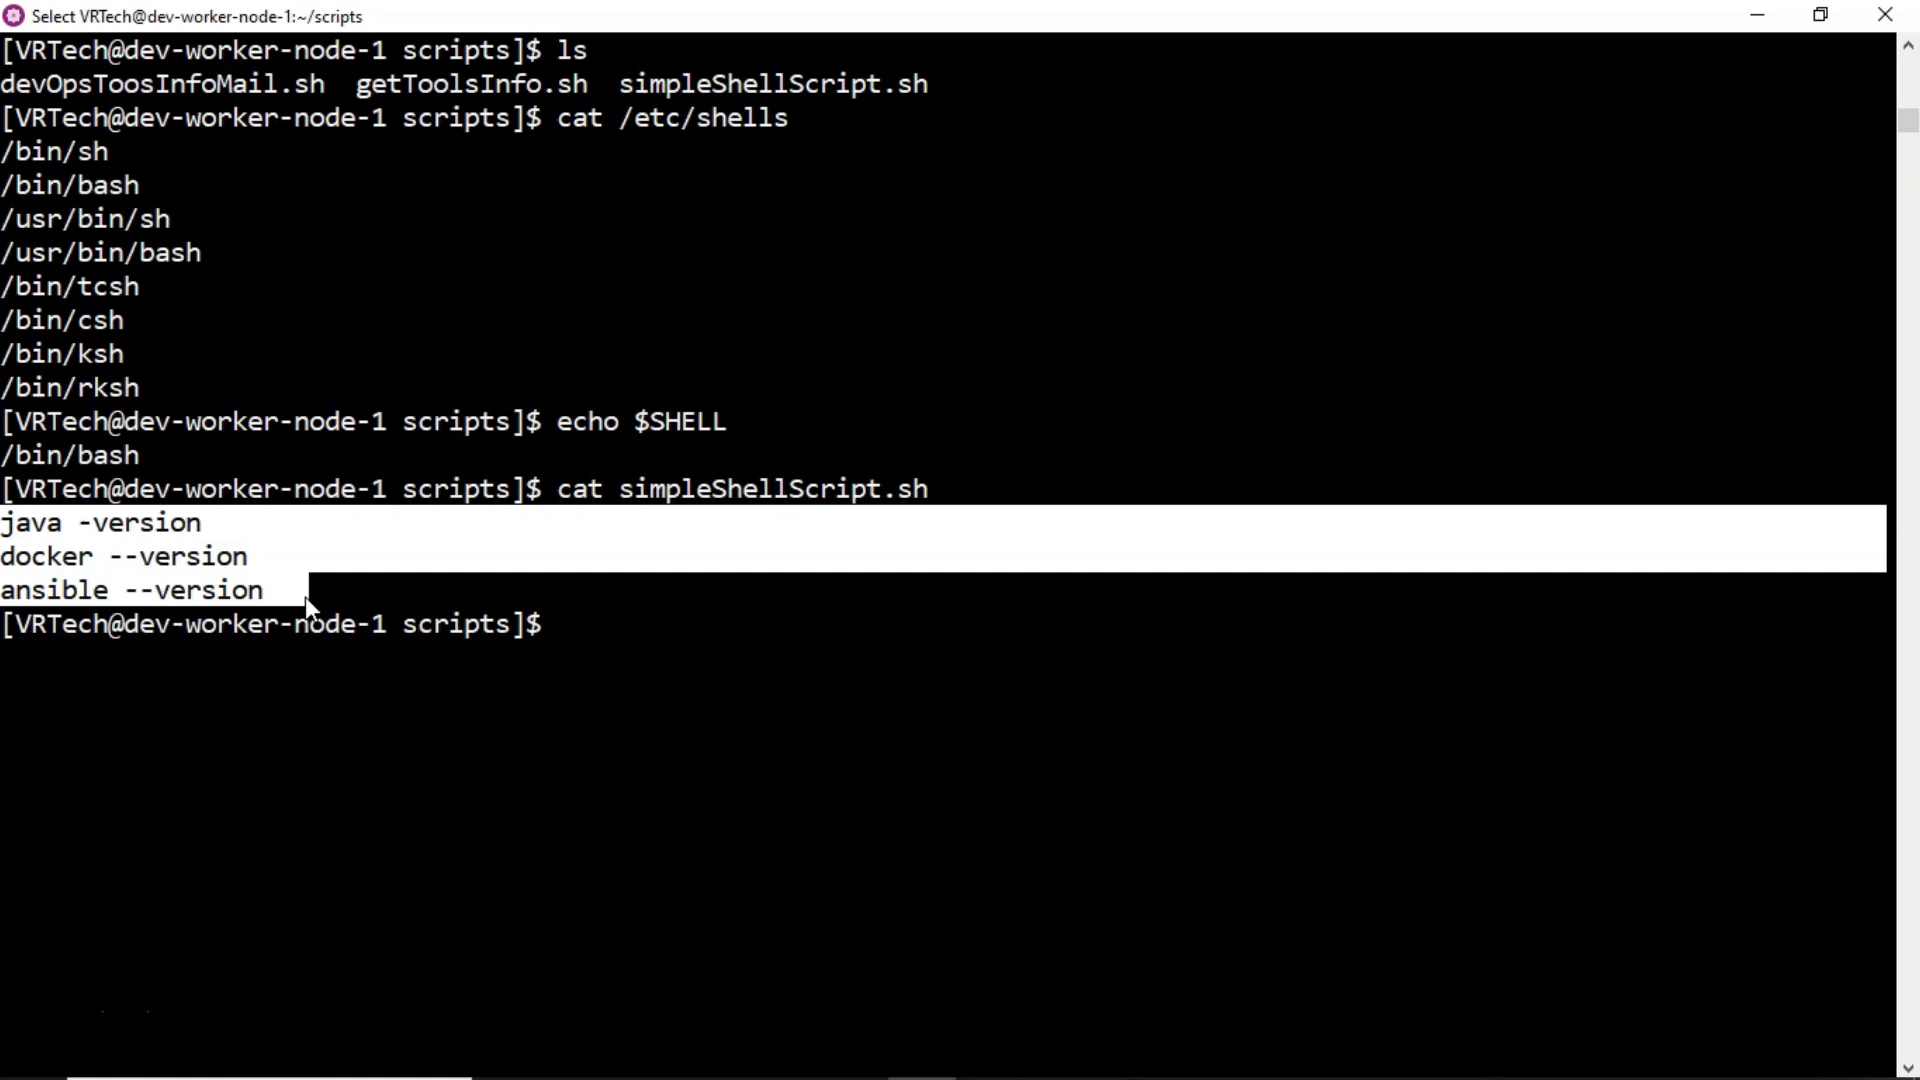 Select VRTech@dev-worker-node-1:~/scripts
[VRTech@dev-worker-node-1 scripts]$ ls
devOpsToosInfoMail.sh  getToolsInfo.sh  simpleShellScript.sh
[VRTech@dev-worker-node-1 scripts]$ cat /etc/shells
/bin/sh
/bin/bash
/usr/bin/sh
/usr/bin/bash
/bin/tcsh
/bin/csh
/bin/ksh
/bin/rksh
[VRTech@dev-worker-node-1 scripts]$ echo $SHELL
/bin/bash
[VRTech@dev-worker-node-1 scripts]$ cat simpleShellScript.sh
java -version
docker --version
ansible --version
[VRTech@dev-worker-node-1 scripts]$